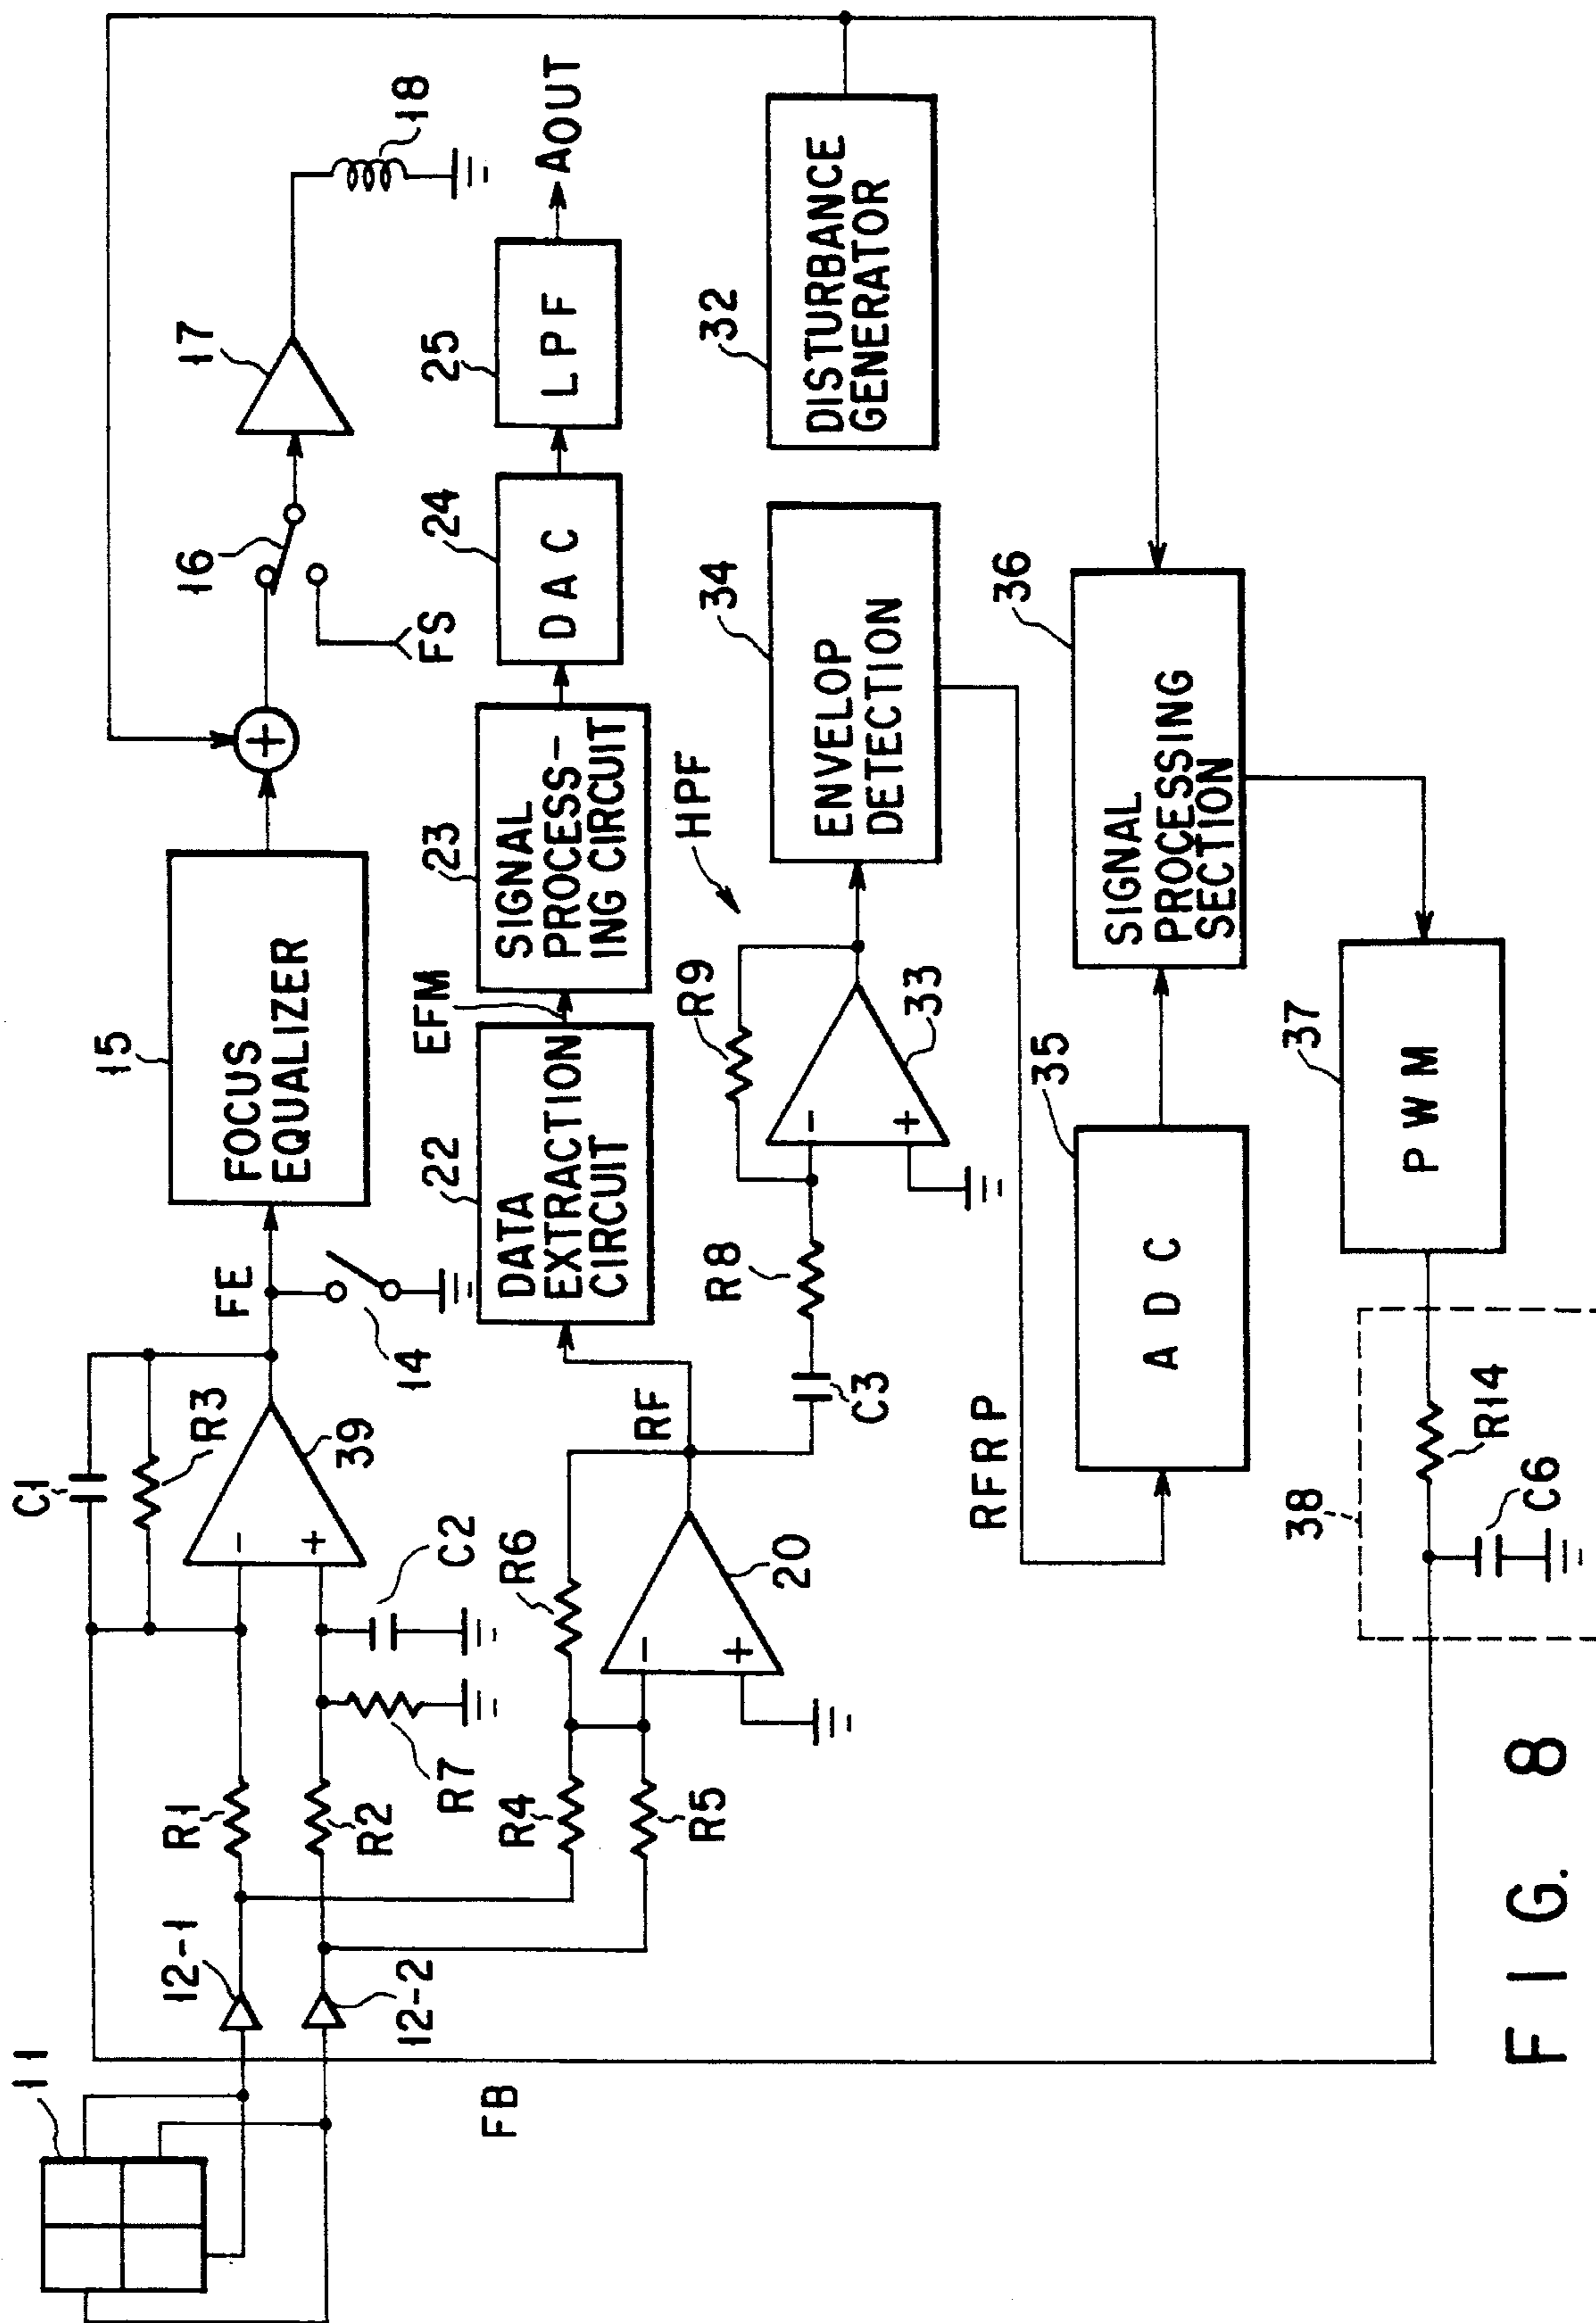 11
FB
12-1
12-2
R1
R2
R7
C2
C1
R3
39
FE
14
15
FOCUS
EQUALIZER
+
16
FS
17
18
R4
R5
R6
20
RF
22
DATA
EXTRACTION
CIRCUIT
EFM
23
SIGNAL
PROCESS-
ING CIRCUIT
24
DAC
25
LPF
AOUT
C3
R8
R9
33
HPF
34
ENVELOP
DETECTION
32
DISTURBANCE
GENERATOR
RFRP
35
ADC
36
SIGNAL
PROCESSING
SECTION
37
PWM
38
R14
C6
-
+
-
+
-
+
FIG. 8